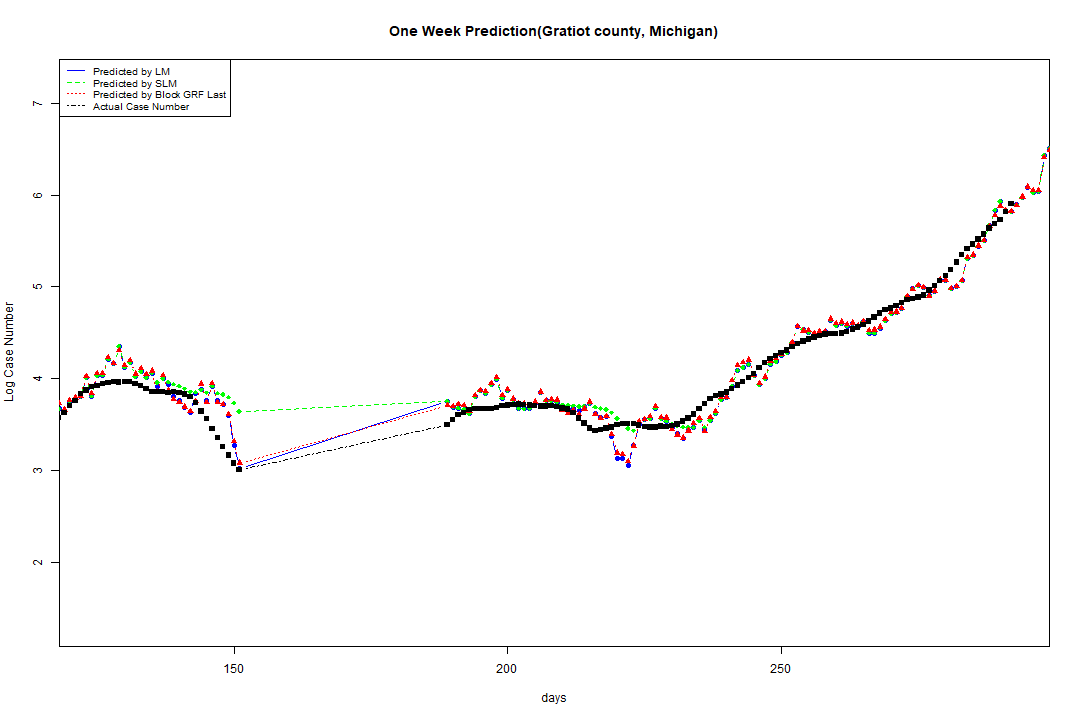 One Week Prediction(Gratiot county, Michigan)
Predicted by LM
Predicted by SLM
Predicted by Block GRF Last
Actual Case Number
7
6
5
4
3
2
Log Case Number
150 200 250
days